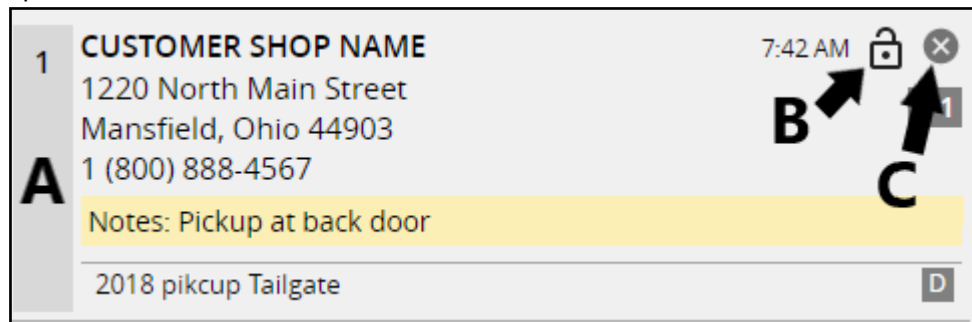 1 CUSTOMER SHOP NAME 7:42 AM
1220 North Main Street
Mansfield, Ohio 44903 B 1
1 (800) 888-4567
A C
Notes: Pickup at back door
2018 pikcup Tailgate D